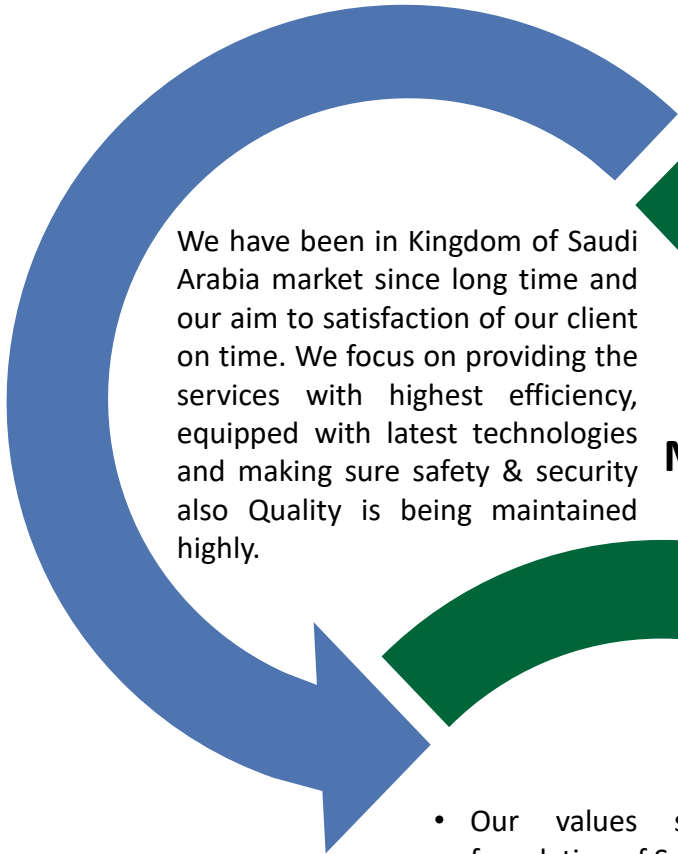 We have been in Kingdom of Saudi
Arabia market since long time and
our aim to satisfaction of our client
on time. We focus on providing the
services with highest efficiency,
equipped with latest technologies
and making sure safety & security
also Quality is being maintained
highly.
• Our values